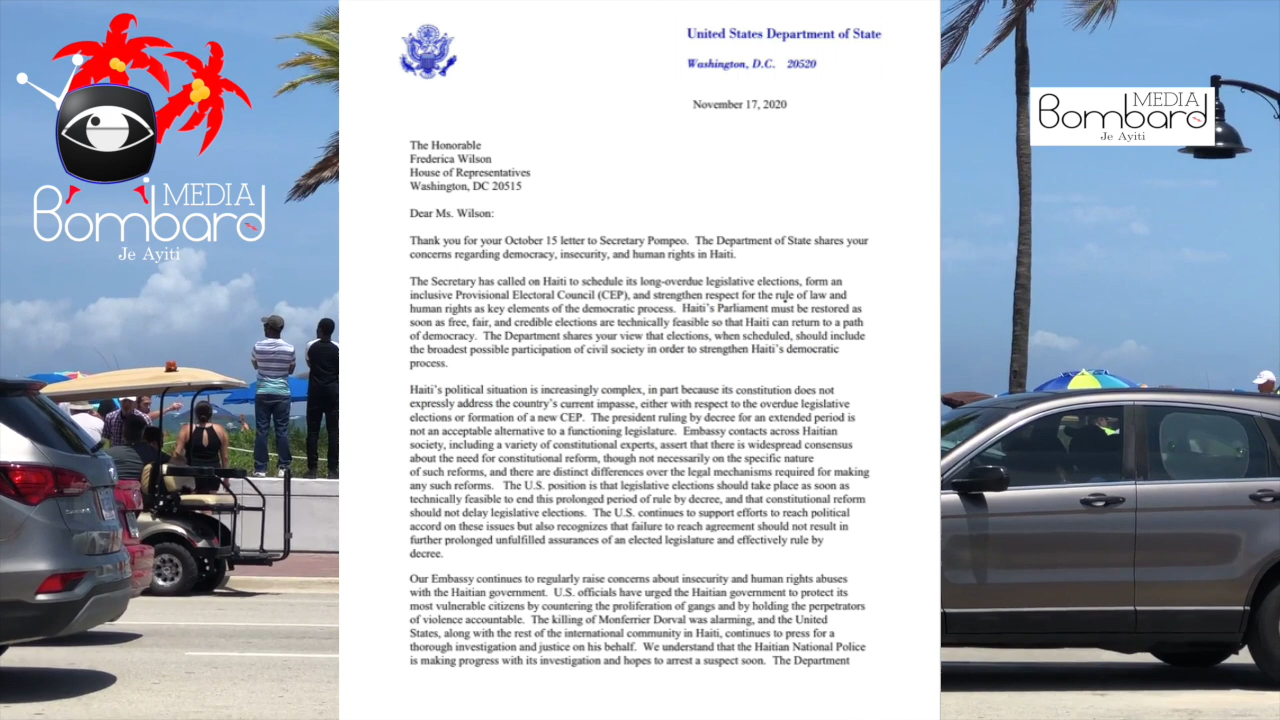 MEDIA
Bombard
Je Ayiti
United States Department of State
Washington, D.C. 20520
November 17, 2020
The Honorable
Frederica Wilson
House of Representatives
Washington, DC 20515
Dear Ms. Wilson:
Thank you for your October 15 letter to Secretary Pompeo. The Department of State shares your
concerns regarding democracy, insecurity, and human rights in Haiti.
The Secretary has called on Haiti to schedule its long-overdue legislative elections, form an
inclusive Provisional Electoral Council (CEP), and strengthen respect for the rule of law and
human rights as key elements of the democratic process. Haiti's Parliament must be restored as
soon as free, fair, and credible elections are technically feasible so that Haiti can return to a path
of democracy. The Department shares your view that elections, when scheduled, should include
the broadest possible participation of civil society in order to strengthen Haiti's democratic
process.
Haiti's political situation is increasingly complex, in part because its constitution does not
expressly address the country's current impasse, either with respect to the overdue legislative
elections or formation of a new CEP. The president ruling by decree for an extended period is
not an acceptable alternative to a functioning legislature. Embassy contacts across Haitian
society, including a variety of constitutional experts, assert that there is widespread consensus
about the need for constitutional reform, though not necessarily on the specific nature
of such reforms, and there are distinct differences over the legal mechanisms required for making
any such reforms. The U.S. position is that legislative elections should take place as soon as
technically feasible to end this prolonged period of rule by decree, and that constitutional reform
should not delay legislative elections. The U.S. continues to support efforts to reach political
accord on these issues but also recognizes that failure to reach agreement should not result in
further prolonged unfulfilled assurances of an elected legislature and effectively rule by
decree.
Our Embassy continues to regularly raise concerns about insecurity and human rights abuses
with the Haitian government. U.S. officials have urged the Haitian government to protect its
most vulnerable citizens by countering the proliferation of gangs and by holding the perpetrators
of violence accountable. The killing of Monferrier Dorval was alarming, and the United
States, along with the rest of the international community in Haiti, continues to press for a
thorough investigation and justice on his behalf. We understand that the Haitian National Police
is making progress with its investigation and hopes to arrest a suspect soon. The Department
MEDIA
Bombard
Je Ayiti